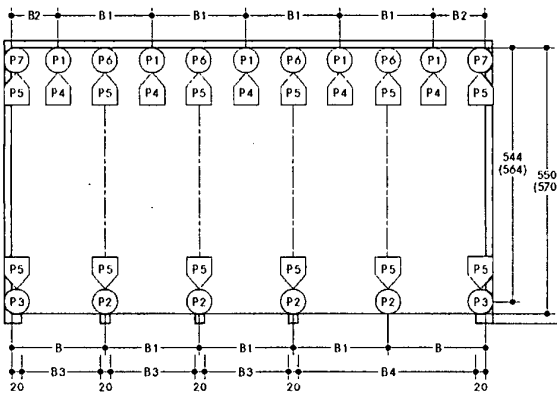 B2 B1 B1 B1 B1 B2
P7 P1 P6 P1 P6 P1 P6 P1 P6 P1 P7
P5 P4 P5 P4 P5 P4 P5 P4 P5 P4 P5
544
(564)
550
(570
P5 P5 P5 P5 P5 P5
P3 P2 P2 P2 P2 P3
B B1 B1 B1 B
B3 B3 B3 B4
20 20 20 20 20